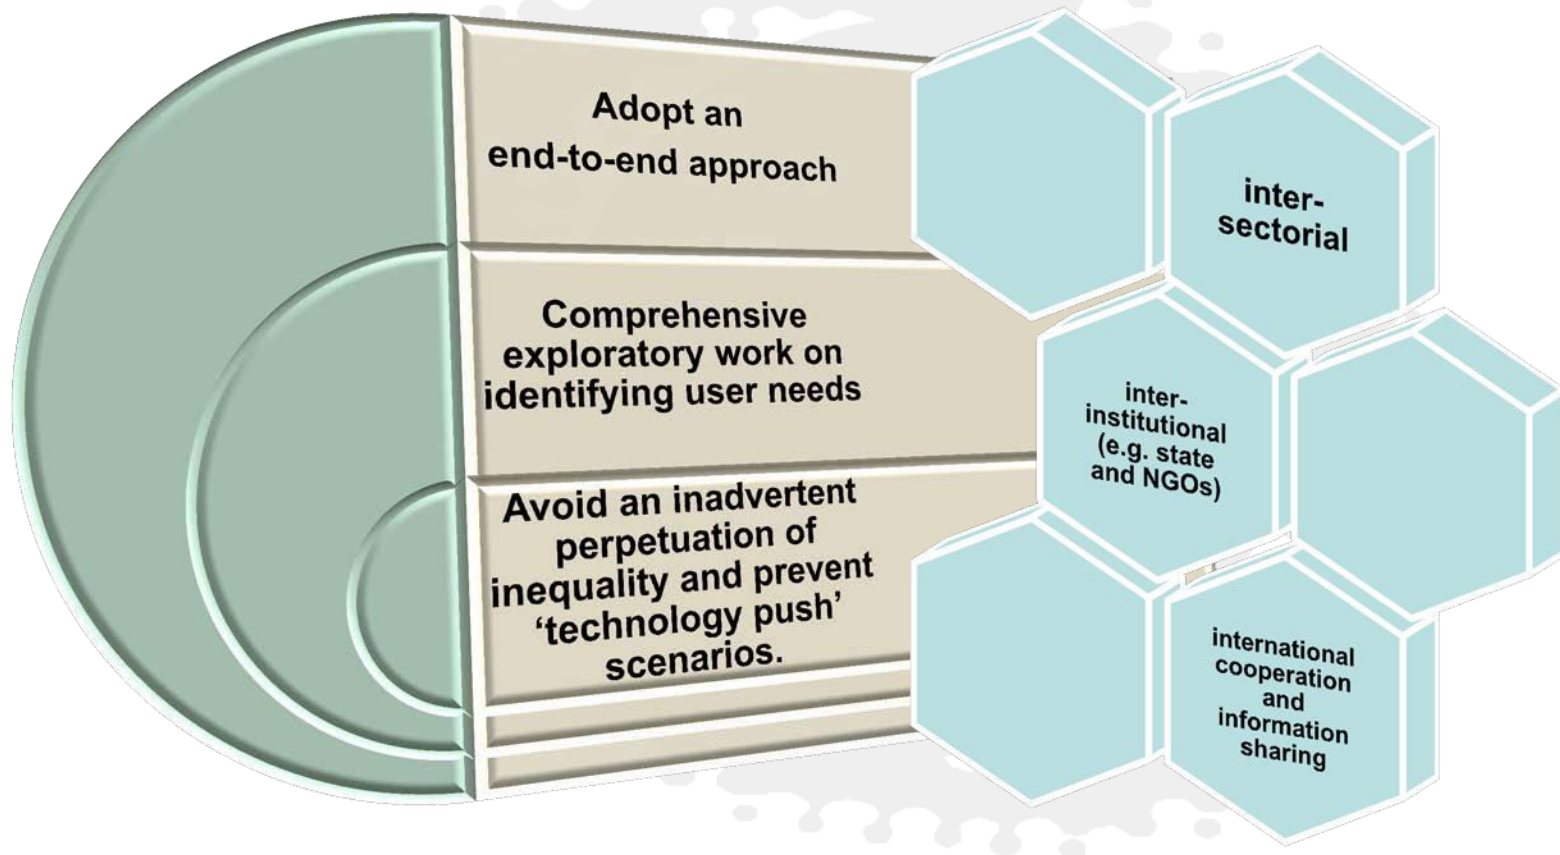 Adopt an
end-to-end approach
Comprehensive
exploratory work on
identifying user needs
Avoid an inadvertent
perpetuation of
inequality and prevent
‘technology push’
scenarios.
inter-
sectorial
inter-
institutional
(e.g. state
and NGOs)
international
cooperation
and
information
sharing